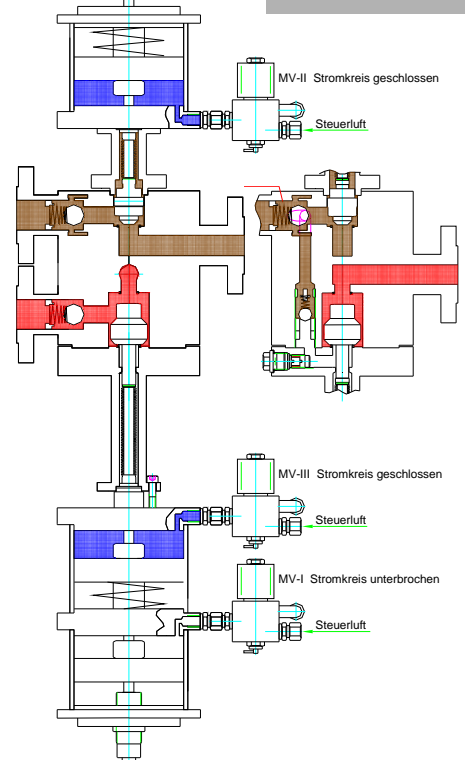 MV-II Stromkreis geschlossen
Steuerluft
MV-III Stromkreis geschlossen
Steuerluft
MV-I Stromkreis unterbrochen
Steuerluft